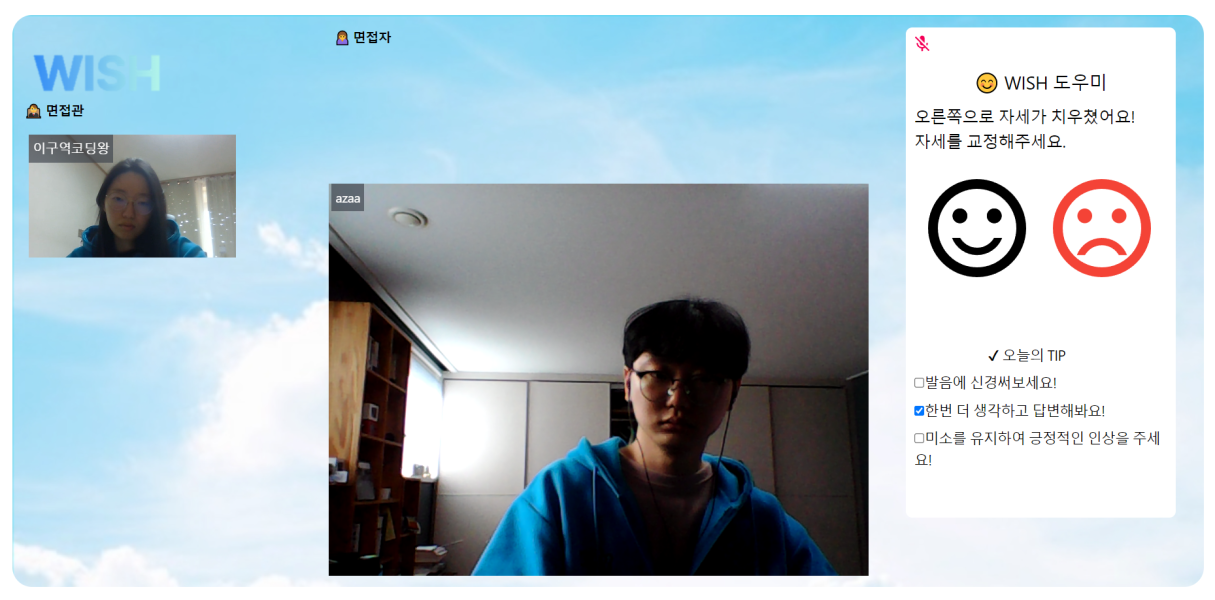 WISH
면접관
이구역코딩왕
면접자
azaa
WISH 도우미
오른쪽으로 자세가 치우쳤어요!
자세를 교정해주세요.
✔ 오늘의 TIP
발음에 신경써보세요!
한번 더 생각하고 답변해봐요!
미소를 유지하여 긍정적인 인상을 주세
요!